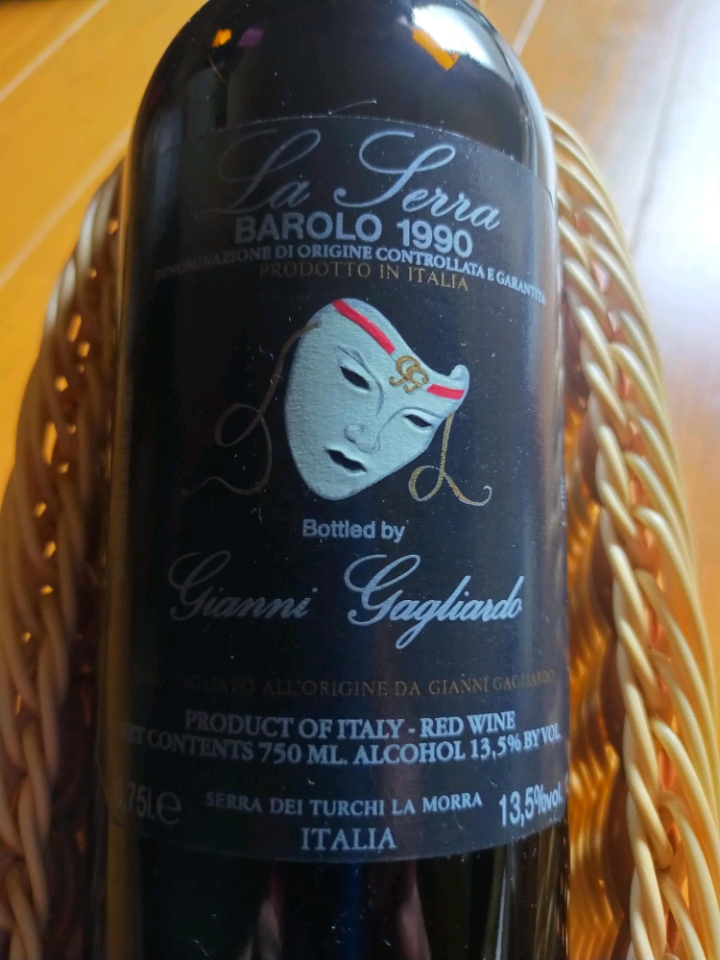 La Serra
BAROLO 1990
DENOMINAZIONE DI ORIGINE CONTROLLATA E GARANTITA
PRODOTTO IN ITALIA
GG
Bottled by
Gianni Gagliardo
ALL'ORIGINE DA GIANNI GAGLIARDO
PRODUCT OF ITALY - RED WINE
NET CONTENTS 750 ML. ALCOHOL 13,5% BY VOL.
0,75l.e SERRA DEI TURCHI LA MORRA 13,5%vol.
ITALIA